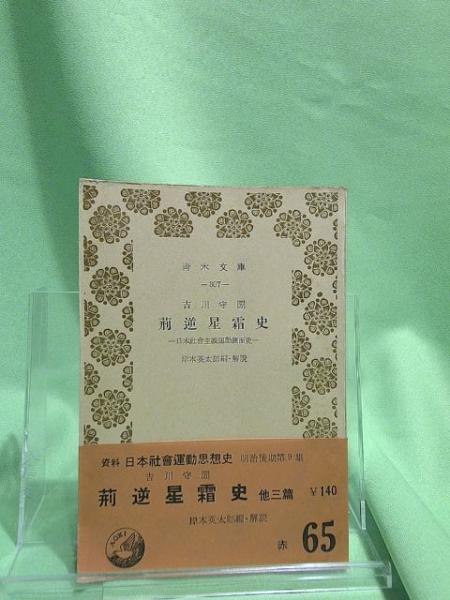 青木文庫
—307—
吉川守圀
荊逆星霜史
—日本社會主義運動側面史—
岸本英太郎編・解説
資料 日本社會運動思想史 明治後期第9集
吉川守圀
荊逆星霜史 他三篇 ¥140
岸本英太郎編・解説
AOKI
赤 65